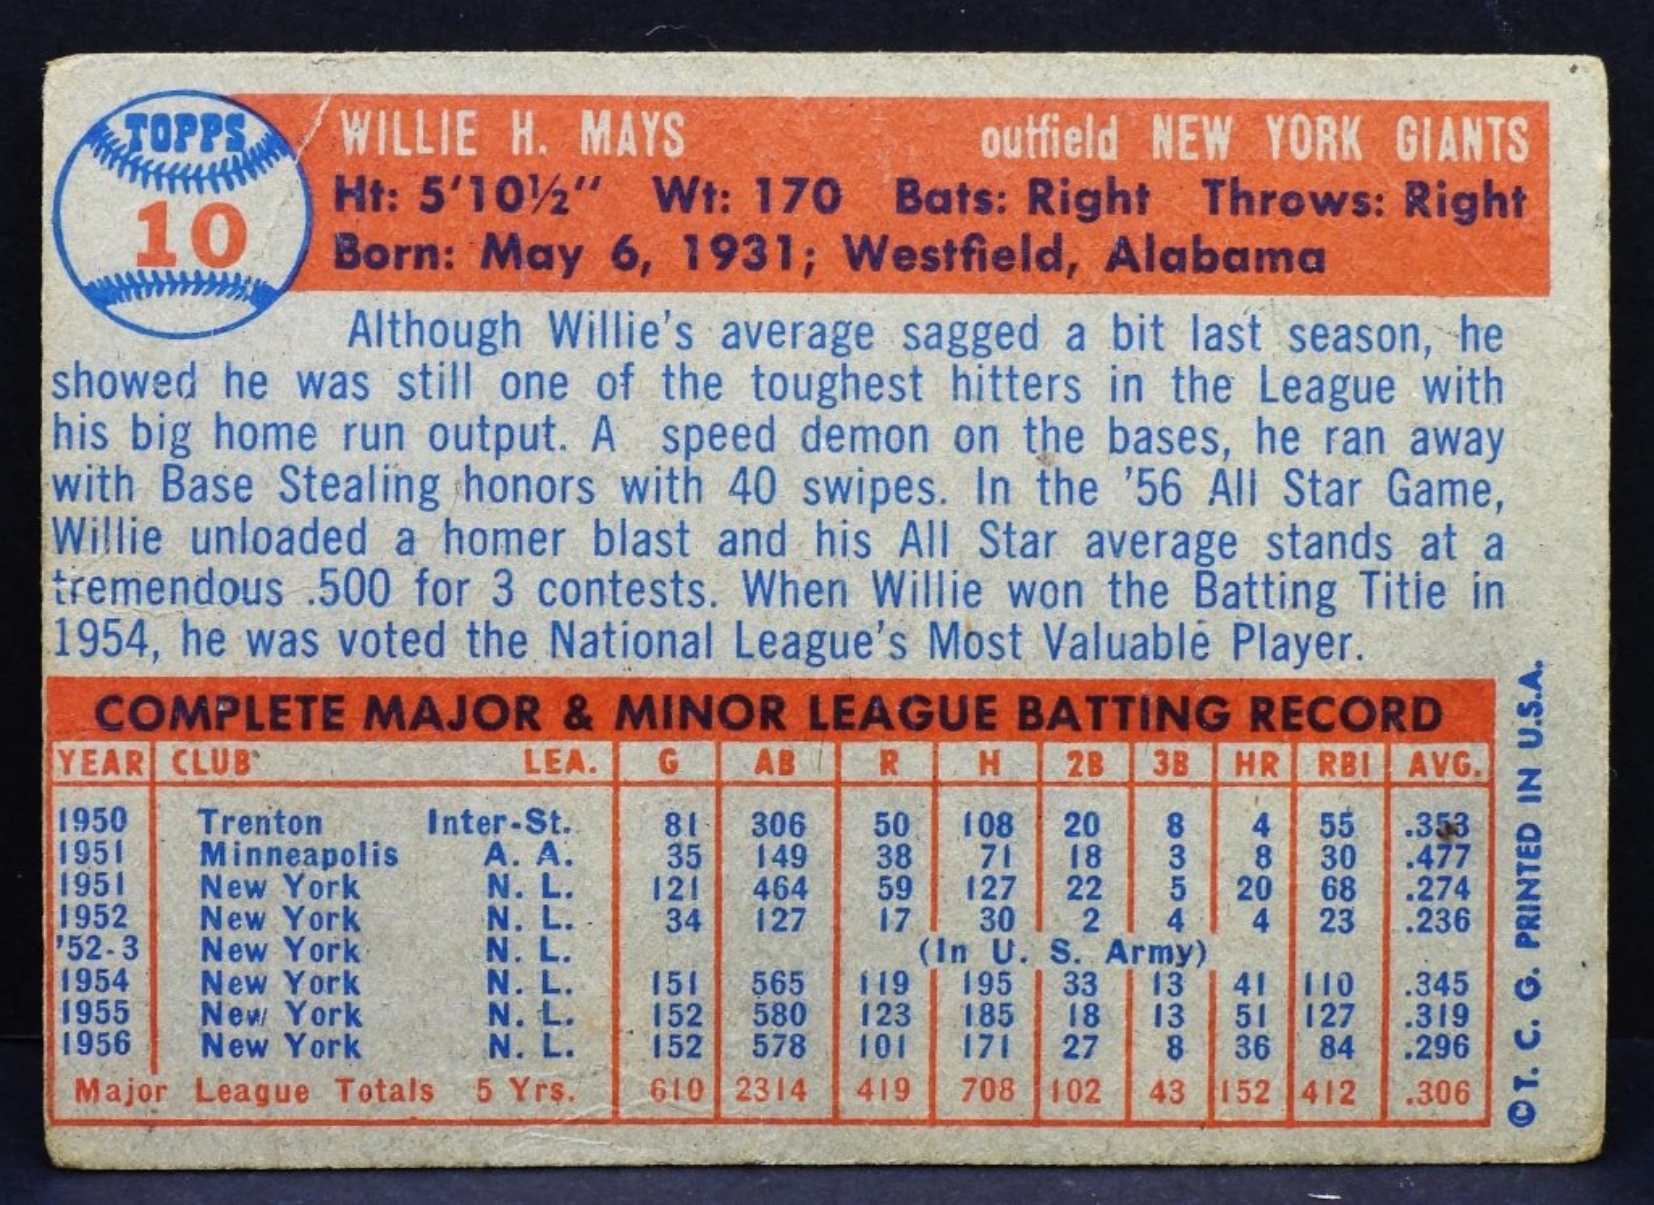 TOPPS
10
WILLIE H. MAYS outfield NEW YORK GIANTS
Ht: 5'10½" Wt: 170 Bats: Right Throws: Right
Born: May 6, 1931; Westfield, Alabama
Although Willie's average sagged a bit last season, he
showed he was still one of the toughest hitters in the League with
his big home run output. A speed demon on the bases, he ran away
with Base Stealing honors with 40 swipes. In the '56 All Star Game,
Willie unloaded a homer blast and his All Star average stands at a
tremendous .500 for 3 contests. When Willie won the Batting Title in
1954, he was voted the National League's Most Valuable Player.
COMPLETE MAJOR & MINOR LEAGUE BATTING RECORD
YEAR CLUB LEA. G AB R H 2B 3B HR RBI AVG.
1950 Trenton Inter-St. 81 306 50 108 20 8 4 55 .353
1951 Minneapolis A. A. 35 149 38 71 18 3 8 30 .477
1951 New York N. L. 121 464 59 127 22 5 20 68 .274
1952 New York N. L. 34 127 17 30 2 4 4 23 .236
'52-3 New York N. L. (In U. S. Army)
1954 New York N. L. 151 565 119 195 33 13 41 110 .345
1955 New York N. L. 152 580 123 185 18 13 51 127 .319
1956 New York N. L. 152 578 101 171 27 8 36 84 .296
Major League Totals 5 Yrs. 610 2314 419 708 102 43 152 412 .306
© T. C. G. PRINTED IN U.S.A.